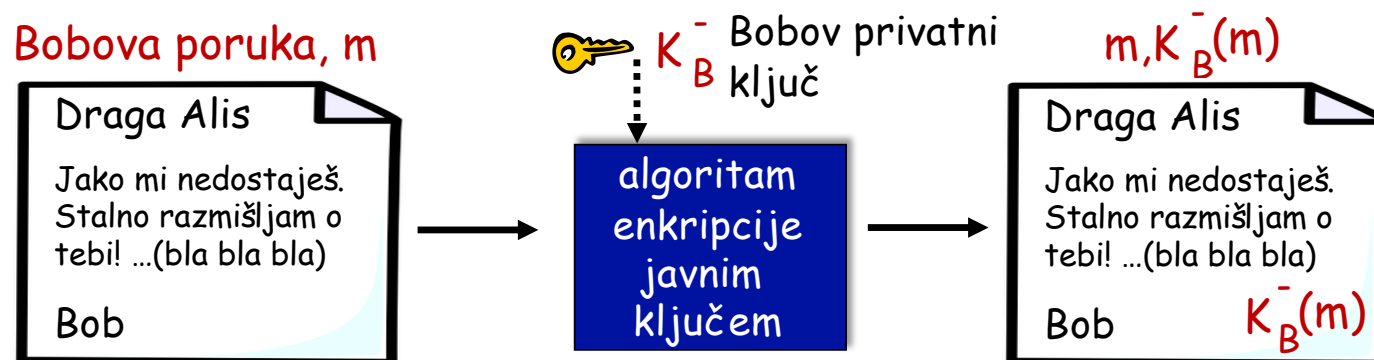 Bobova poruka, m
Draga Alis
Jako mi nedostaješ.
Stalno razmišljam o
tebi! …(bla bla bla)
Bob
K_B^- Bobov privatni
ključ
algoritam
enkripcije
javnim
ključem
m,K_B^-(m)
Draga Alis
Jako mi nedostaješ.
Stalno razmišljam o
tebi! …(bla bla bla)
Bob K_B^-(m)